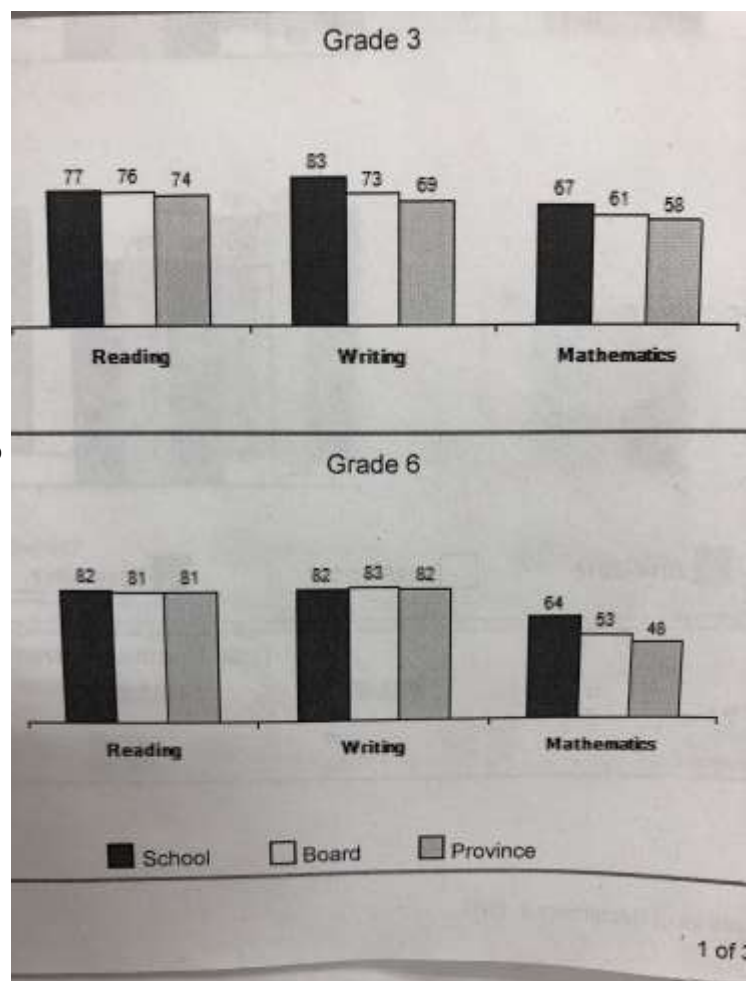 Grade 3
77 76 74 83 73 69 67 61 58
Reading Writing Mathematics
Grade 6
82 81 81 82 83 82 64 53 48
Reading Writing Mathematics
School Board Province
1 of 3